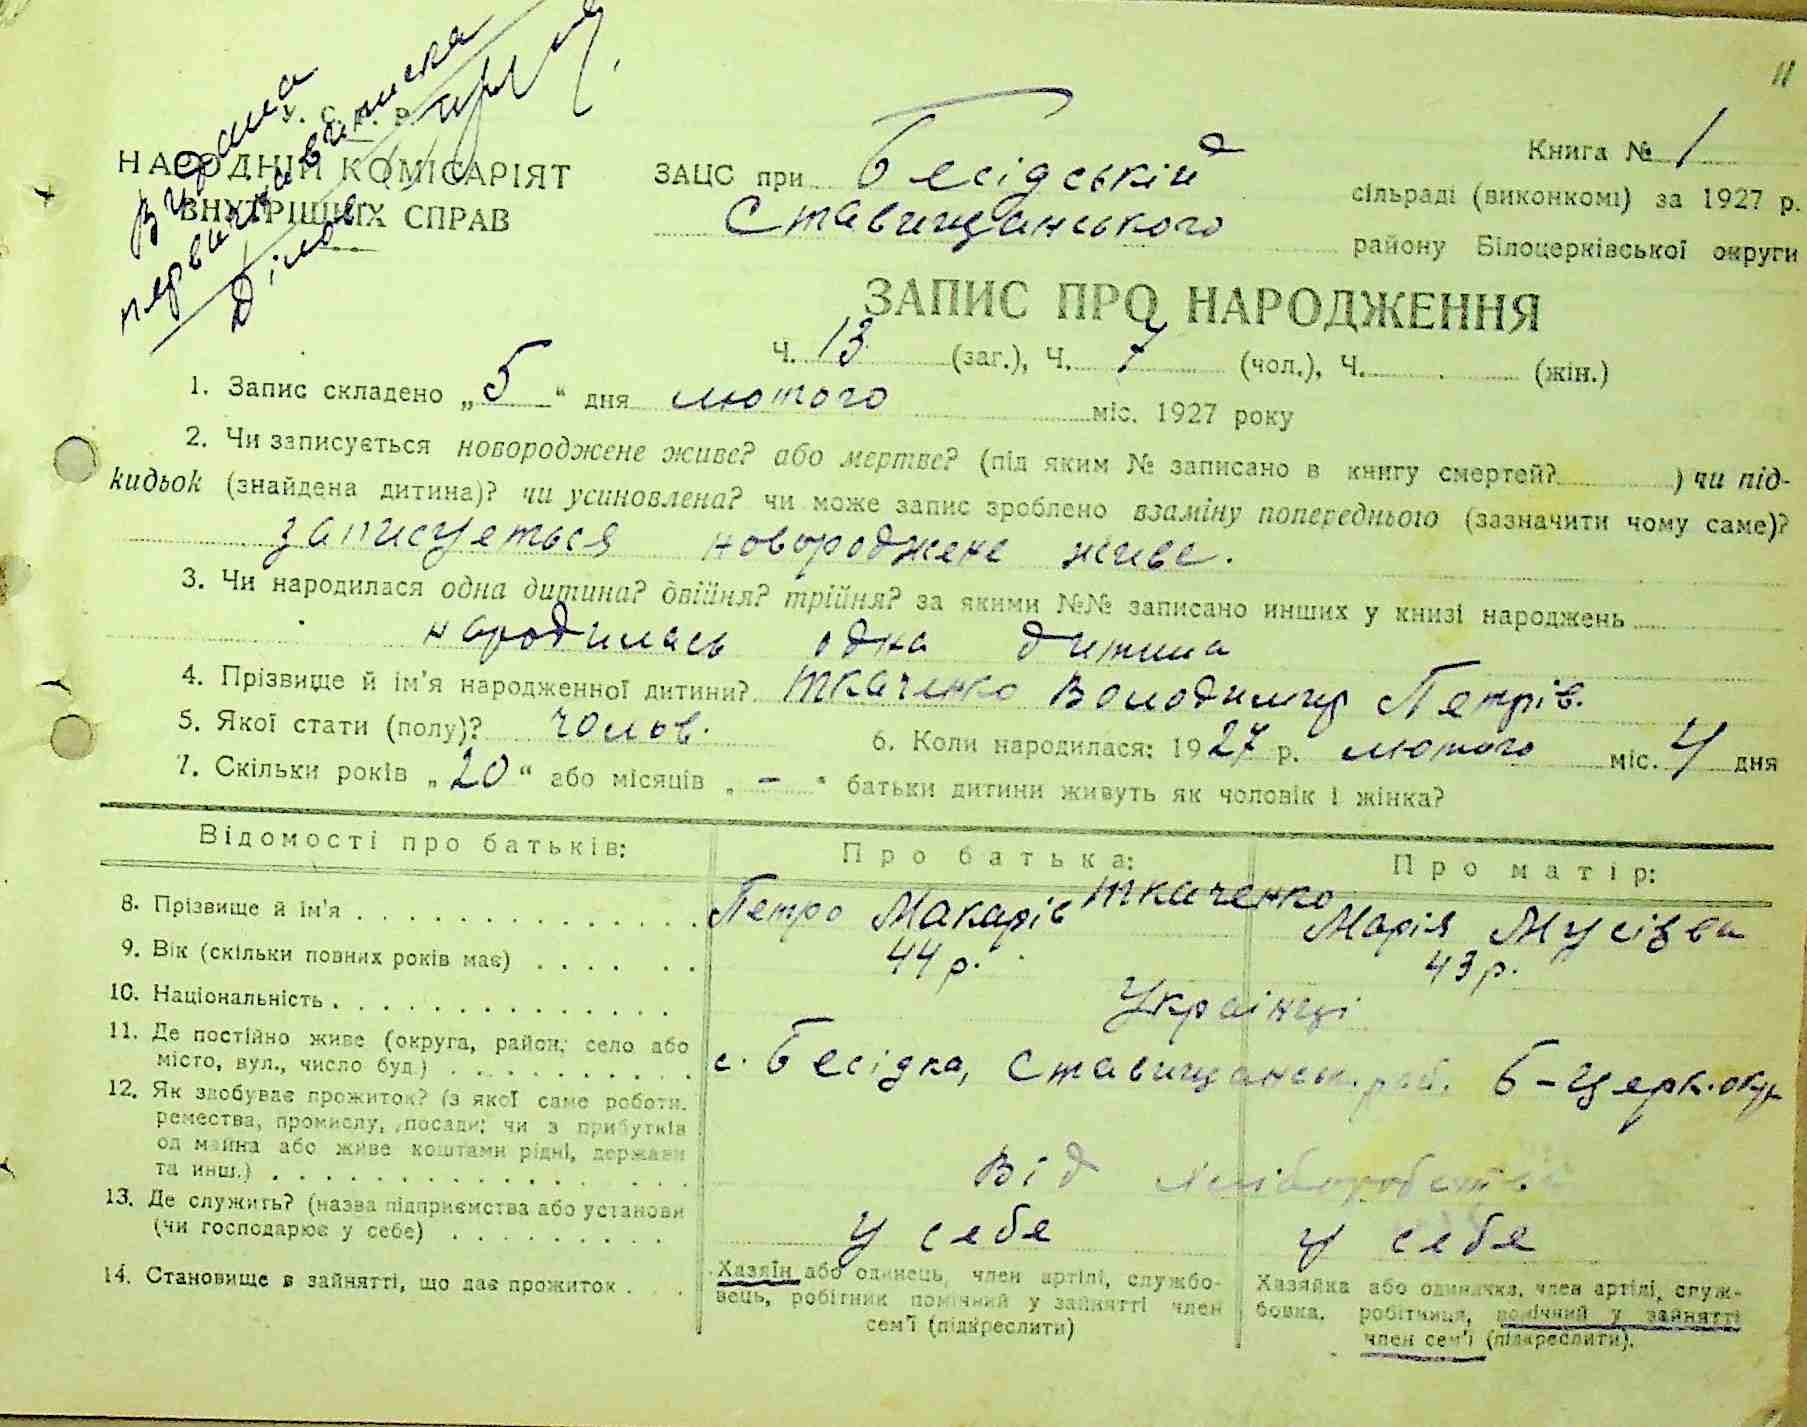 11
Видана
первична виписка
У. С. Р. Р.
НАРОДНІЙ КОМІСАРІЯТ
ВНУТРІШНІХ СПРАВ
Книга № 1
ЗАЦС при Бесідській сільраді (виконкомі) за 1927 р.
Ставищанського району Білоцерківської округи
ЗАПИС ПРО НАРОДЖЕННЯ
Ч. 13 (заг.), Ч. 7 (чол.), Ч. (жін.)
1. Запис складено „5“ дня лютого міс. 1927 року
2. Чи записується новороджене живе? або мертве? (під яким № записано в книгу смертей? ) чи під-
кидьок (знайдена дитина)? чи усиновлена? чи може запис зроблено взаміну попереднього (зазначити чому саме)?
записується новороджене живе.
3. Чи народилася одна дитина? двійня? трійня? за якими №№ записано инших у книзі народжень
народилась одна дитина
4. Прізвище й ім'я народженної дитини? Ткаченко Володимир Петрів.
5. Якої стати (полу)? чолов. 6. Коли народилася: 1927 р. лютого міс. 4 дня
7. Скільки років „20“ або місяців „—“ батьки дитини живуть як чоловік і жінка?
Відомості про батьків: Про батька: Про матір:
8. Прізвище й ім'я Петро Макарів Ткаченко Марія Мусієва
9. Вік (скільки повних років має) 44 р. 43 р.
10. Національність Українці
11. Де постійно живе (округа, район, село або
місто, вул., число буд.) с. Бесідка, Ставищанськ. рай. Б-Церк. окр
12. Як здобуває прожиток? (з якої саме роботи,
ремества, промислу, посади; чи з прибутків
од майна або живе коштами рідні, держави
та инш.) Від хліборобства
13. Де служить? (назва підприємства або установи
(чи господарює у себе) у себе у себе
14. Становище в зайнятті, що дає прожиток
Хазяїн або одинець, член артілі, службо-
вець, робітник помічний у зайнятті член
сем'ї (підкреслити)
Хазяйка або одиначка, член артілі, служ-
бовка, робітниця, помічний у зайнятті
член сем'ї (підкреслити).